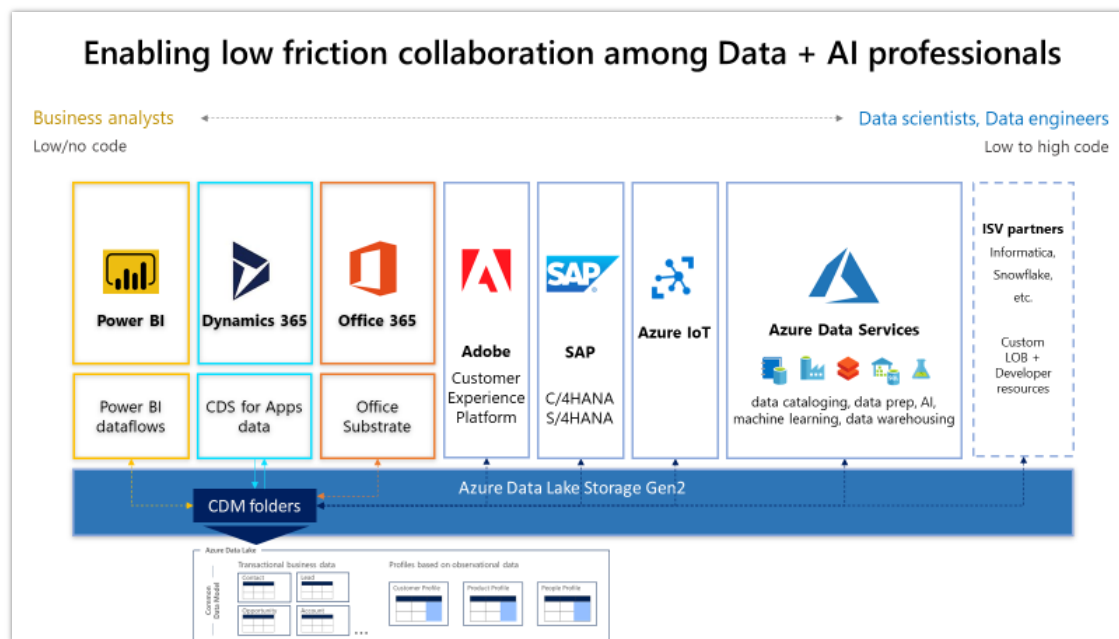 Enabling low friction collaboration among Data + AI professionals
Business analysts
Data scientists, Data engineers
Low/no code
Low to high code
Power BI
Dynamics 365
Office 365
Adobe
Customer
Experience
Platform
SAP
SAP
C/4HANA
S/4HANA
Azure IoT
Azure Data Services
data cataloging, data prep, AI,
machine learning, data warehousing
ISV partners
Informatica,
Snowflake,
etc.
Custom
LOB +
Developer
resources
Power BI
dataflows
CDS for Apps
data
Office
Substrate
Azure Data Lake Storage Gen2
CDM folders
Azure Data Lake
Common
Data Model
Transactional business data
Profiles based on observational data
Contact
Lead
Opportunity
Account
...
Customer Profile
Product Profile
People Profile